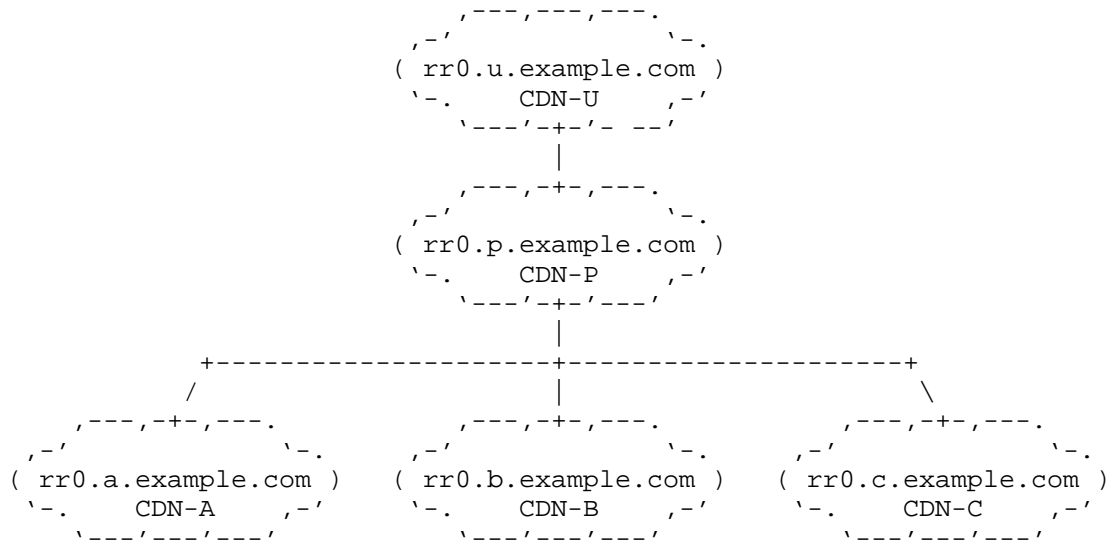 ( rr0.u.example.com )
CDN-U
( rr0.p.example.com )
CDN-P
( rr0.a.example.com ) ( rr0.b.example.com ) ( rr0.c.example.com )
CDN-A CDN-B CDN-C